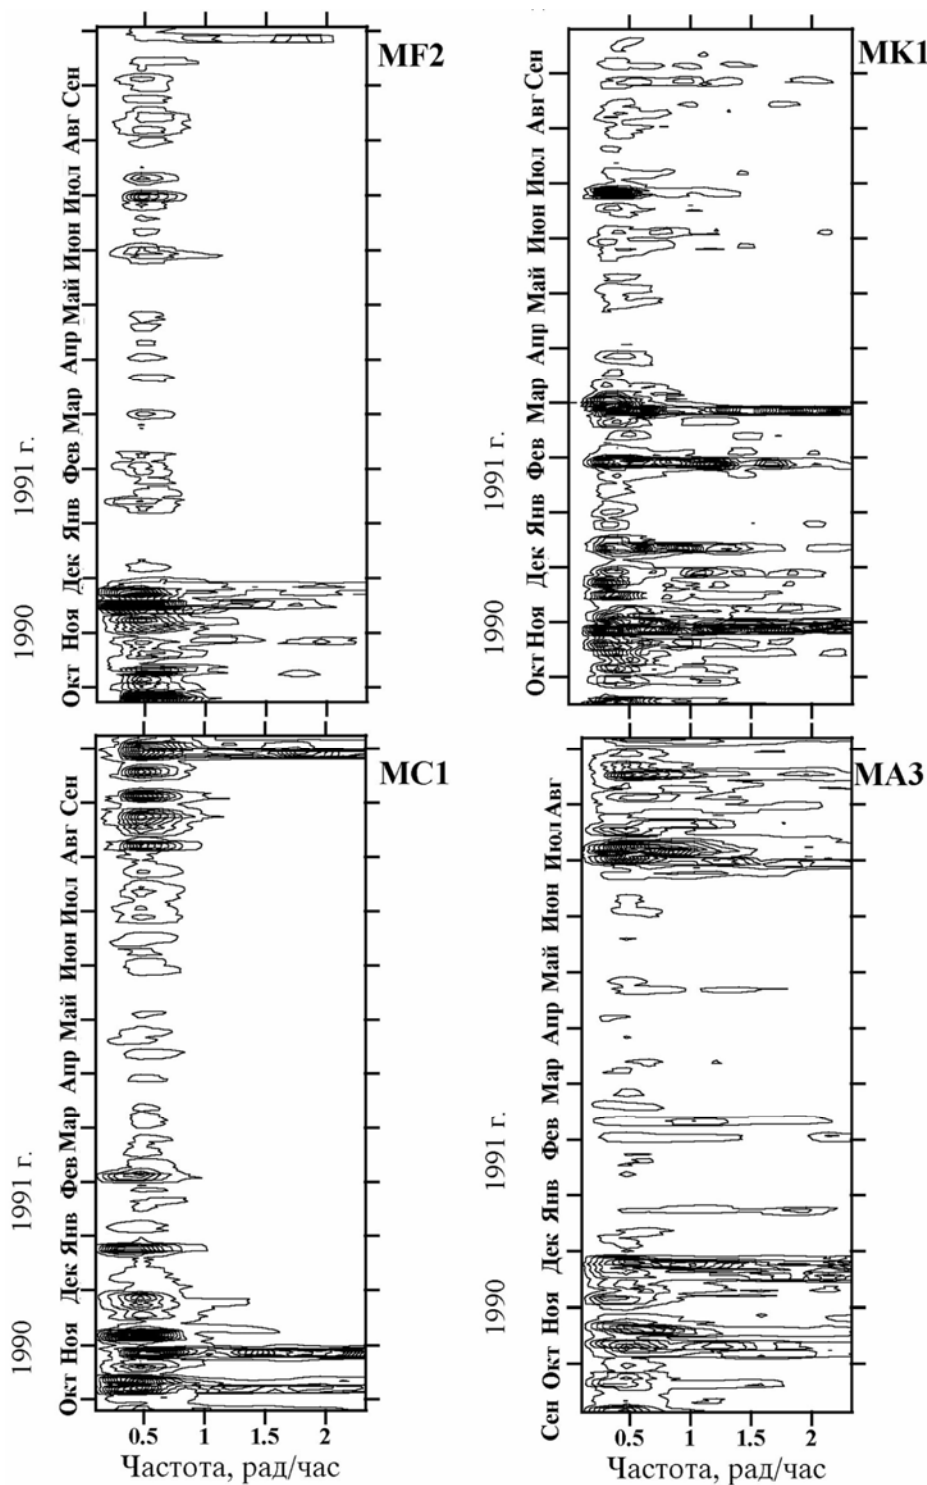 MF2
Сен
Авг
Июл
Июн
Май
Апр
Мар
Фев
Янв
Дек
Ноя
Окт
1991 г.
1990
MK1
Сен
Авг
Июл
Июн
Май
Апр
Мар
Фев
Янв
Дек
Ноя
Окт
1991 г.
1990
MC1
Сен
Авг
Июл
Июн
Май
Апр
Мар
Фев
Янв
Дек
Ноя
Окт
1991 г.
1990
0.5 1 1.5 2
Частота, рад/час
MA3
Авг
Июл
Июн
Май
Апр
Мар
Фев
Янв
Дек
Ноя
Окт
Сен
1991 г.
1990
0.5 1 1.5 2
Частота, рад/час